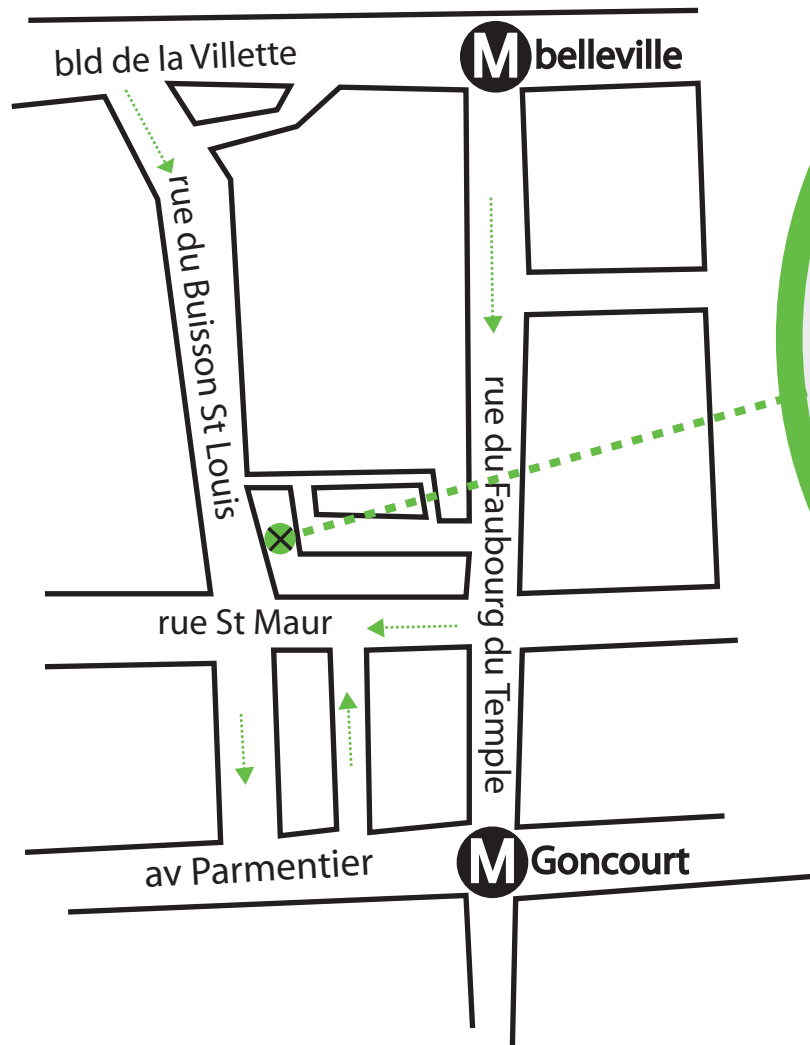 bld de la Villette
M belleville
rue du Buisson St Louis
rue du Faubourg du Temple
rue St Maur
av Parmentier
M Goncourt